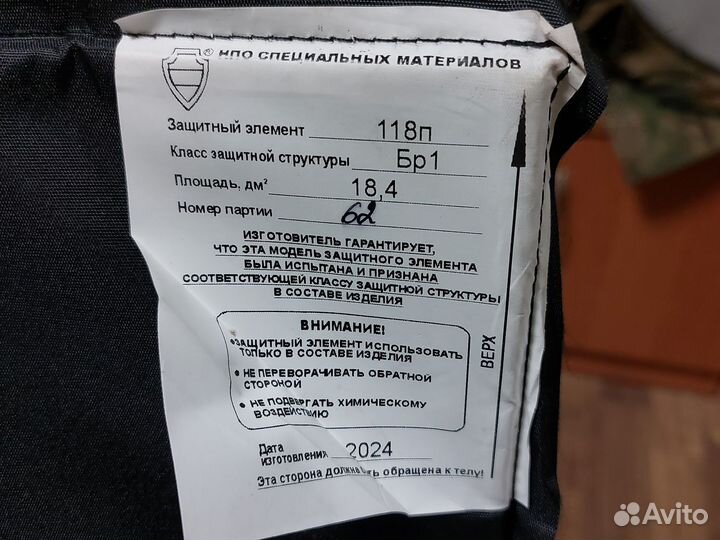 ® НПО СПЕЦИАЛЬНЫХ МАТЕРИАЛОВ
Защитный элемент 118п
Класс защитной структуры Бр1
Площадь, дм² 18,4
Номер партии 62
ИЗГОТОВИТЕЛЬ ГАРАНТИРУЕТ,
ЧТО ЭТА МОДЕЛЬ ЗАЩИТНОГО ЭЛЕМЕНТА
БЫЛА ИСПЫТАНА И ПРИЗНАНА
СООТВЕТСТВУЮЩЕЙ КЛАССУ ЗАЩИТНОЙ СТРУКТУРЫ
В СОСТАВЕ ИЗДЕЛИЯ
ВНИМАНИЕ!
•ЗАЩИТНЫЙ ЭЛЕМЕНТ ИСПОЛЬЗОВАТЬ
ТОЛЬКО В СОСТАВЕ ИЗДЕЛИЯ
• НЕ ПЕРЕВОРАЧИВАТЬ ОБРАТНОЙ
СТОРОНОЙ
• НЕ ПОДВЕРГАТЬ ХИМИЧЕСКОМУ
ВОЗДЕЙСТВИЮ
Дата
изготовления 2024
Эта сторона должна быть обращена к телу!
ВЕРХ
Avito